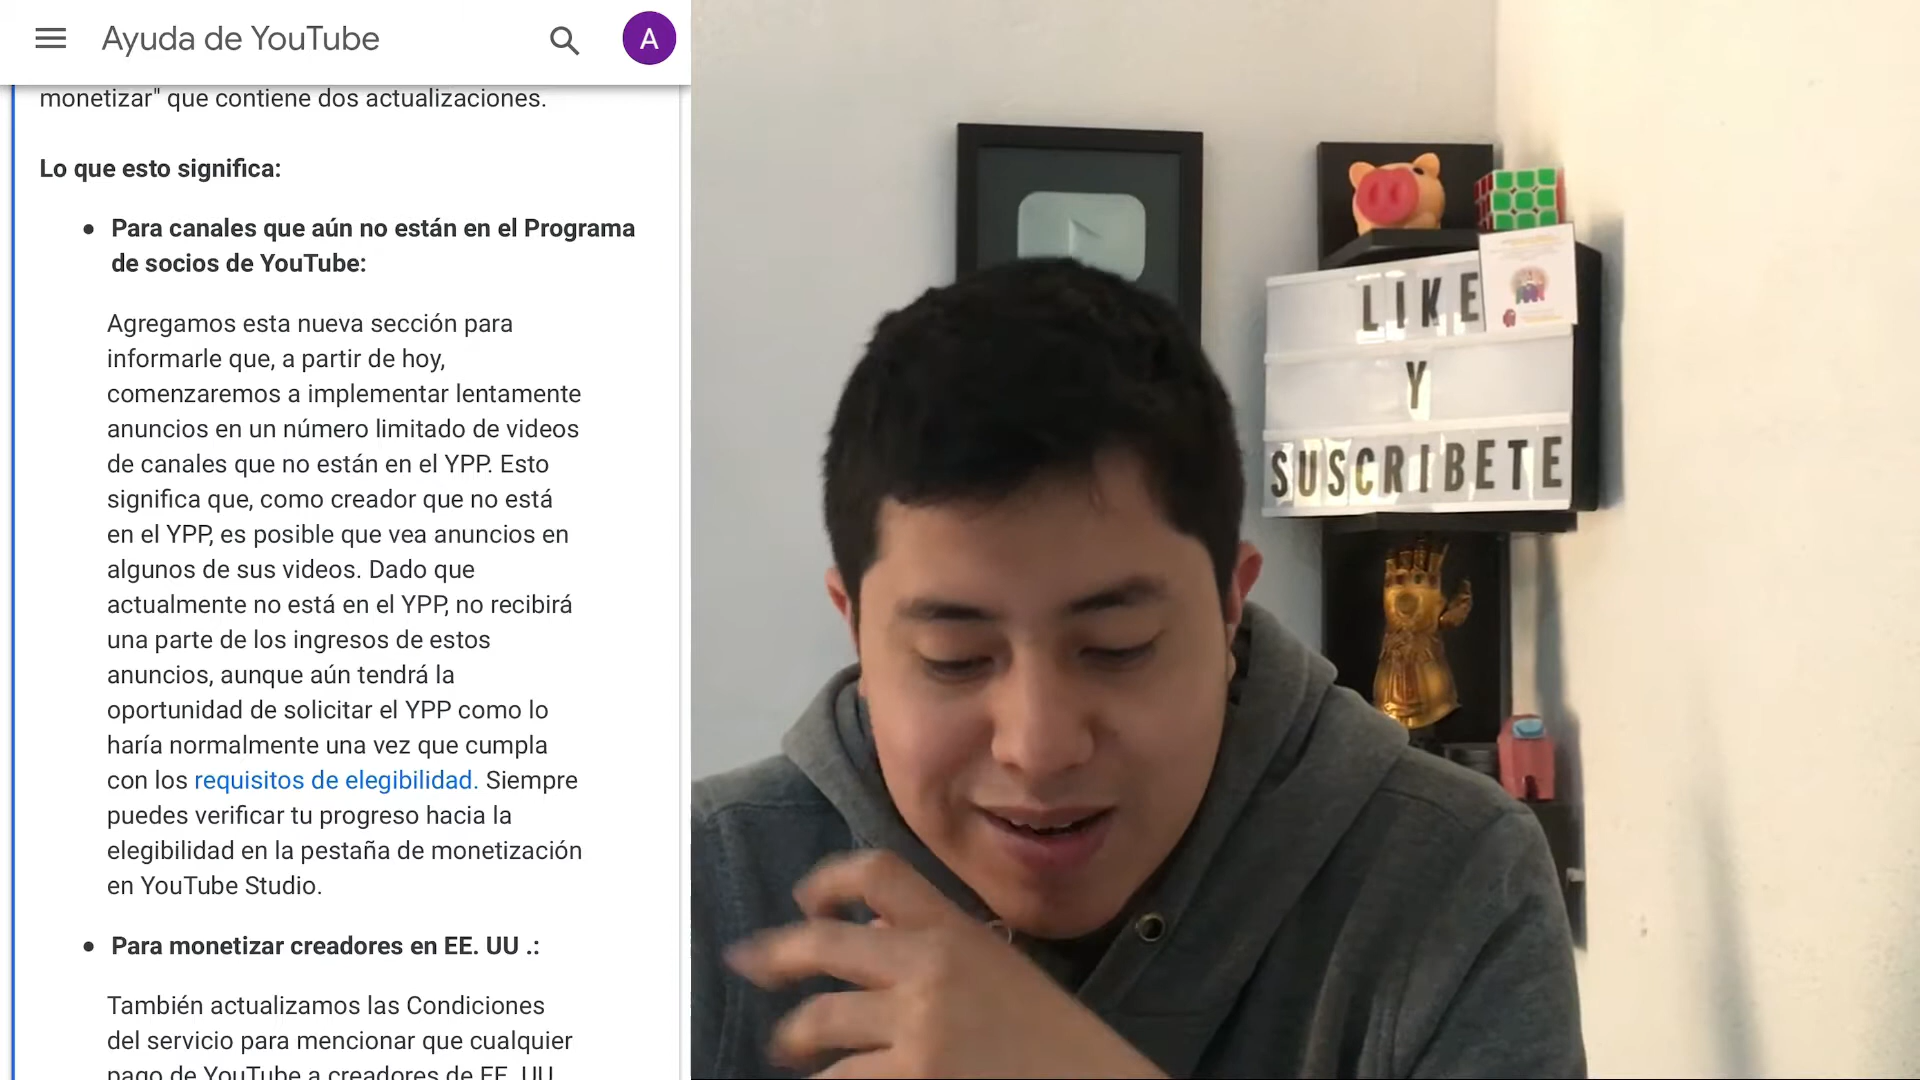 Ayuda de YouTube
A
monetizar" que contiene dos actualizaciones.
Lo que esto significa:
• Para canales que aún no están en el Programa
de socios de YouTube:
Agregamos esta nueva sección para
informarle que, a partir de hoy,
comenzaremos a implementar lentamente
anuncios en un número limitado de videos
de canales que no están en el YPP. Esto
significa que, como creador que no está
en el YPP, es posible que vea anuncios en
algunos de sus videos. Dado que
actualmente no está en el YPP, no recibirá
una parte de los ingresos de estos
anuncios, aunque aún tendrá la
oportunidad de solicitar el YPP como lo
haría normalmente una vez que cumpla
con los requisitos de elegibilidad. Siempre
puedes verificar tu progreso hacia la
elegibilidad en la pestaña de monetización
en YouTube Studio.
• Para monetizar creadores en EE. UU .:
También actualizamos las Condiciones
del servicio para mencionar que cualquier
pago de YouTube a creadores de EE. UU.
LIKE
Y
SUSCRIBETE